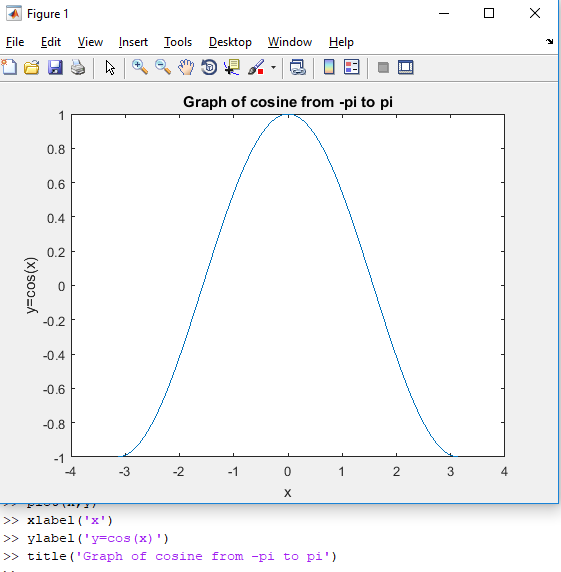 Figure 1
File Edit View Insert Tools Desktop Window Help
Graph of cosine from -pi to pi
1
0.8
0.6
0.4
0.2
0
-0.2
-0.4
-0.6
-0.8
-1
y=cos(x)
-4 -3 -2 -1 0 1 2 3 4
x
>> xlabel('x')
>> ylabel('y=cos(x)')
>> title('Graph of cosine from -pi to pi')